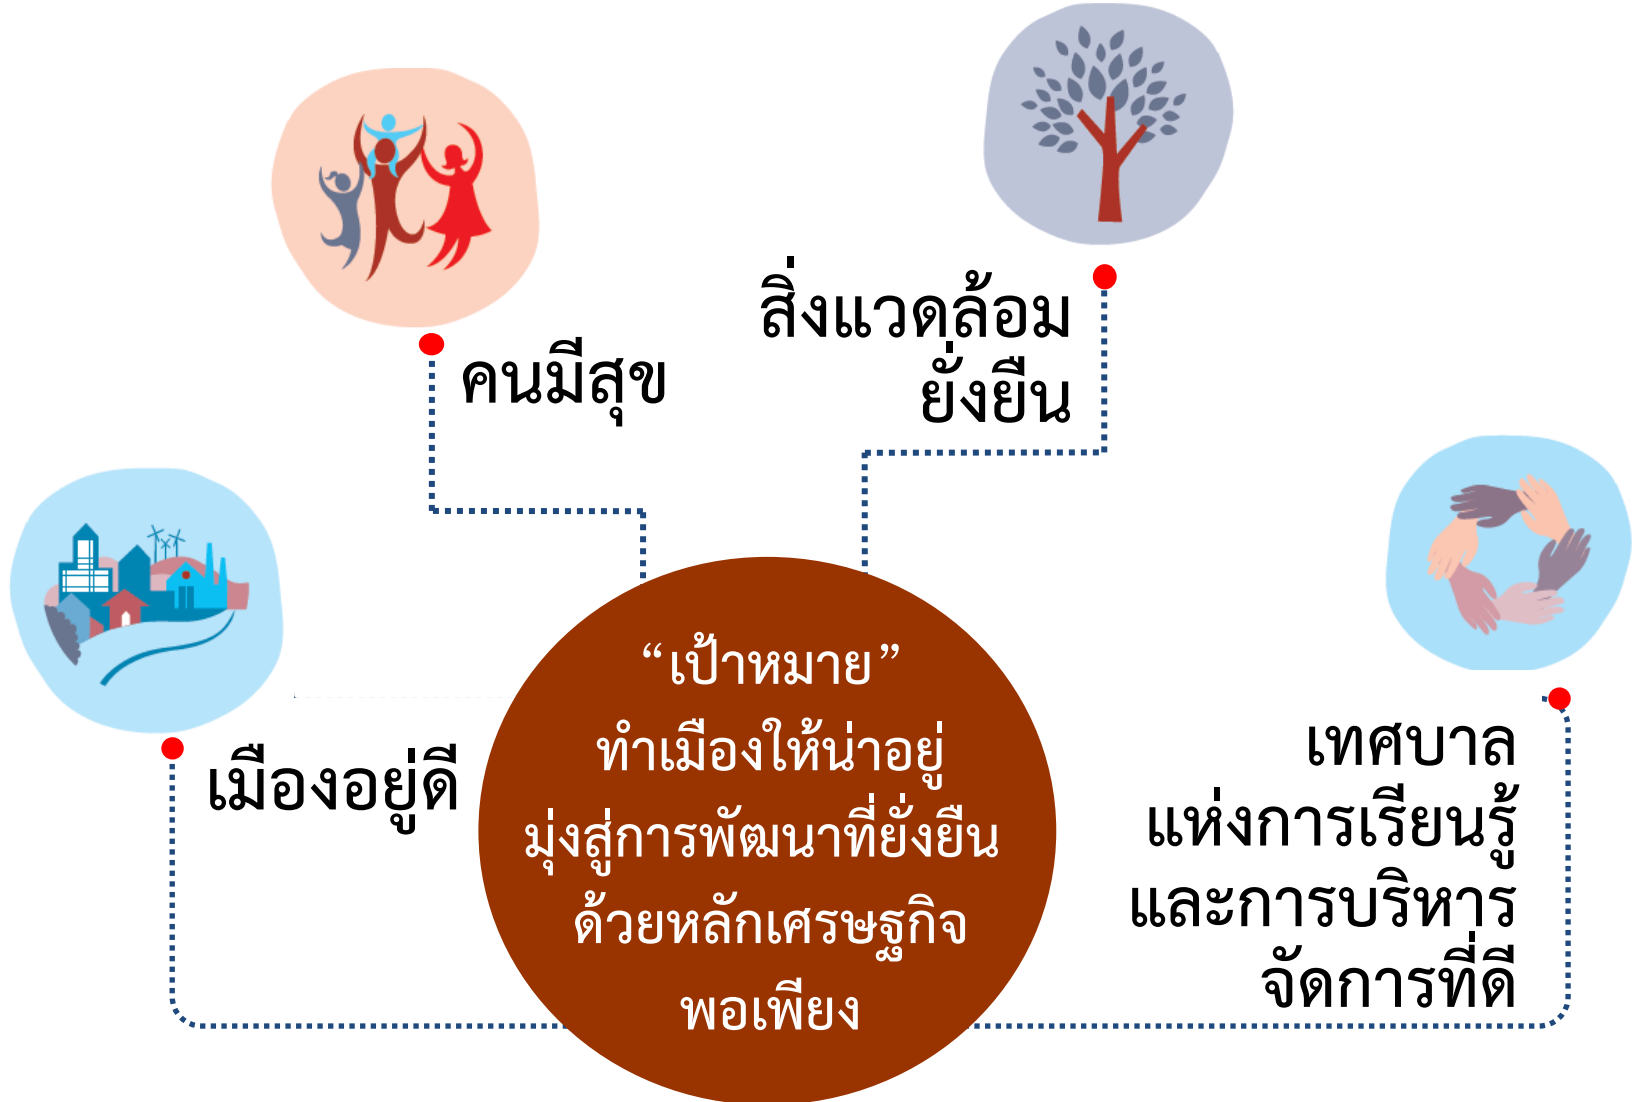 สิ่งแวดล้อม
ยั่งยืน
คนมีสุข
“เป้าหมาย”
ทำเมืองให้น่าอยู่
มุ่งสู่การพัฒนาที่ยั่งยืน
ด้วยหลักเศรษฐกิจ
พอเพียง
เมืองอยู่ดี
เทศบาล
แห่งการเรียนรู้
และการบริหาร
จัดการที่ดี